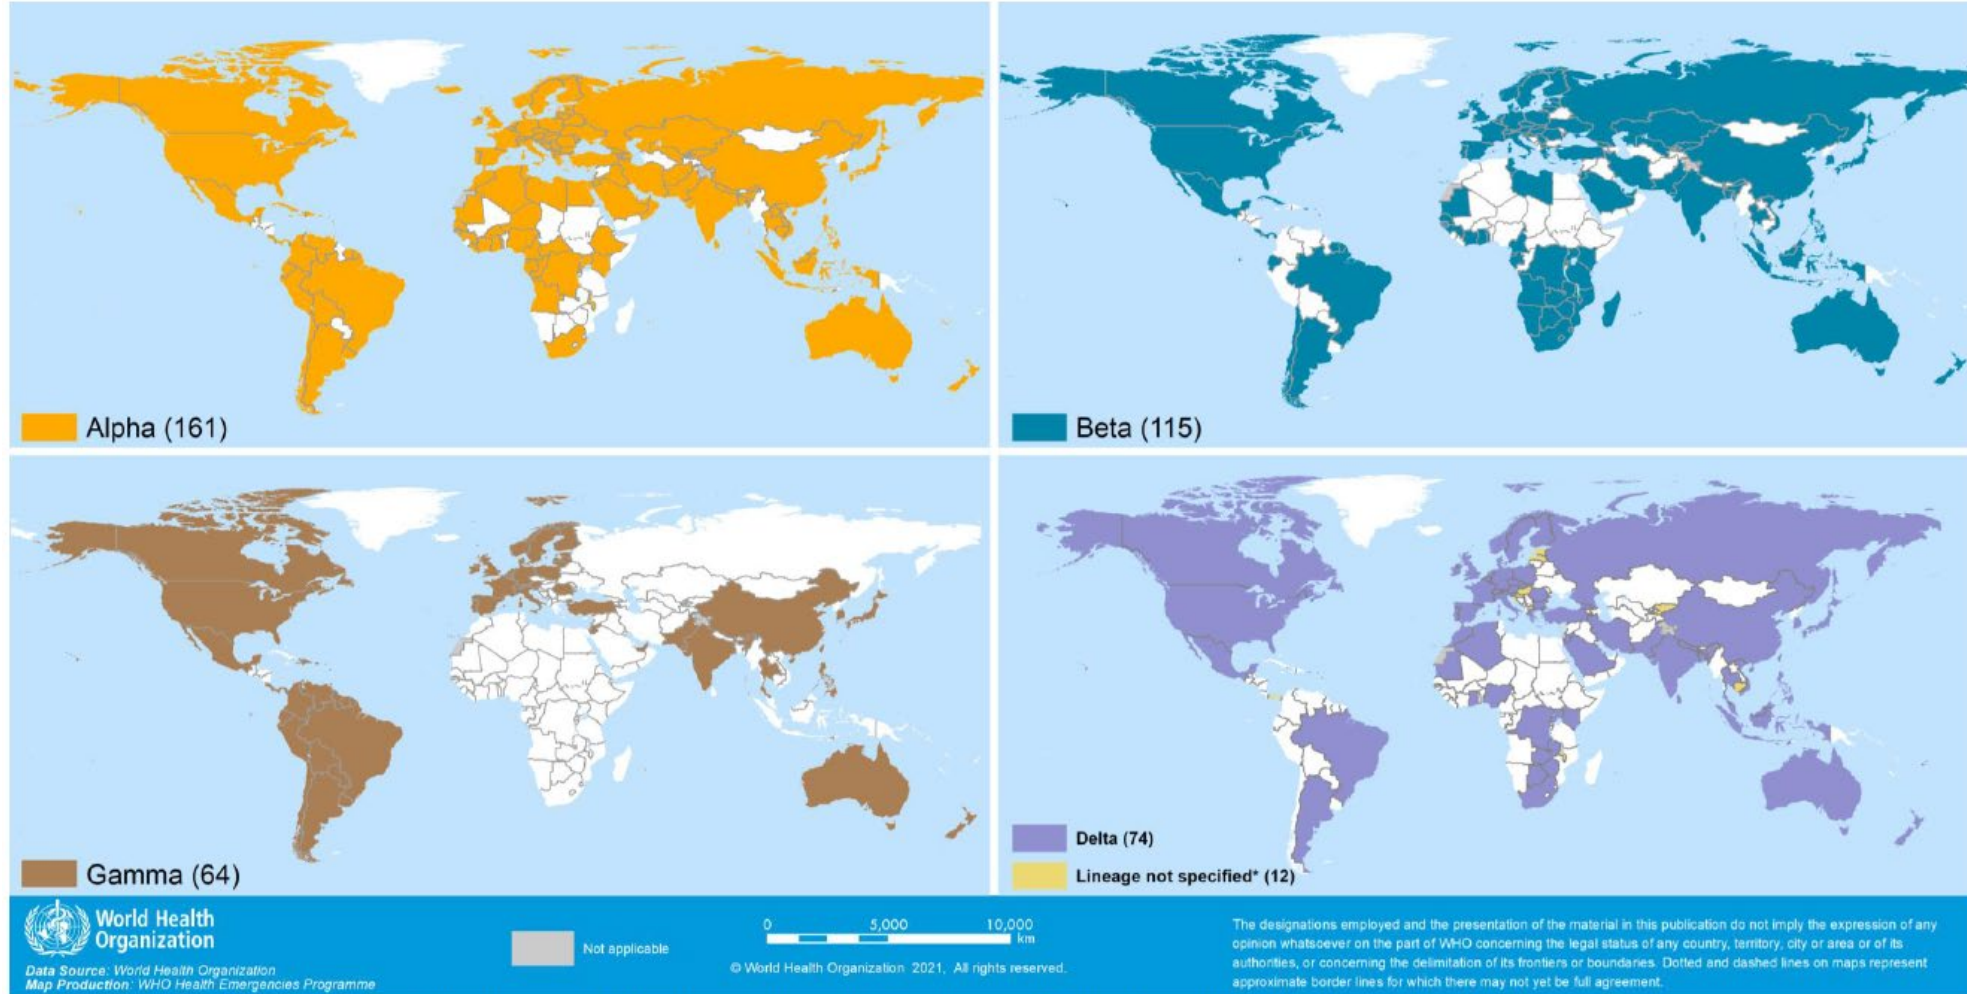 Alpha (161)
Beta (115)
Gamma (64)
Delta (74)
Lineage not specified* (12)
World Health
Organization
Data Source: World Health Organization
Map Production: WHO Health Emergencies Programme
Not applicable
0 5,000 10,000
km
© World Health Organization 2021, All rights reserved.
The designations employed and the presentation of the material in this publication do not imply the expression of any
opinion whatsoever on the part of WHO concerning the legal status of any country, territory, city or area or of its
authorities, or concerning the delimitation of its frontiers or boundaries. Dotted and dashed lines on maps represent
approximate border lines for which there may not yet be full agreement.